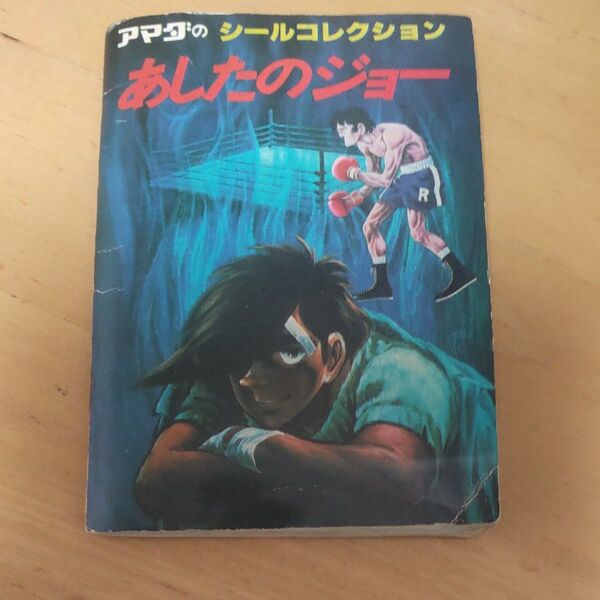 アマダの シールコレクション
あしたのジョー
R